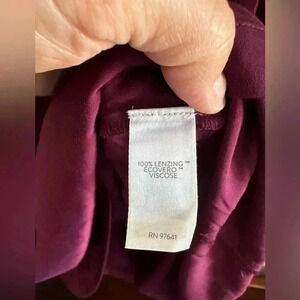 100% LENZING™
ECOVERO™
VISCOSE
RN 97641